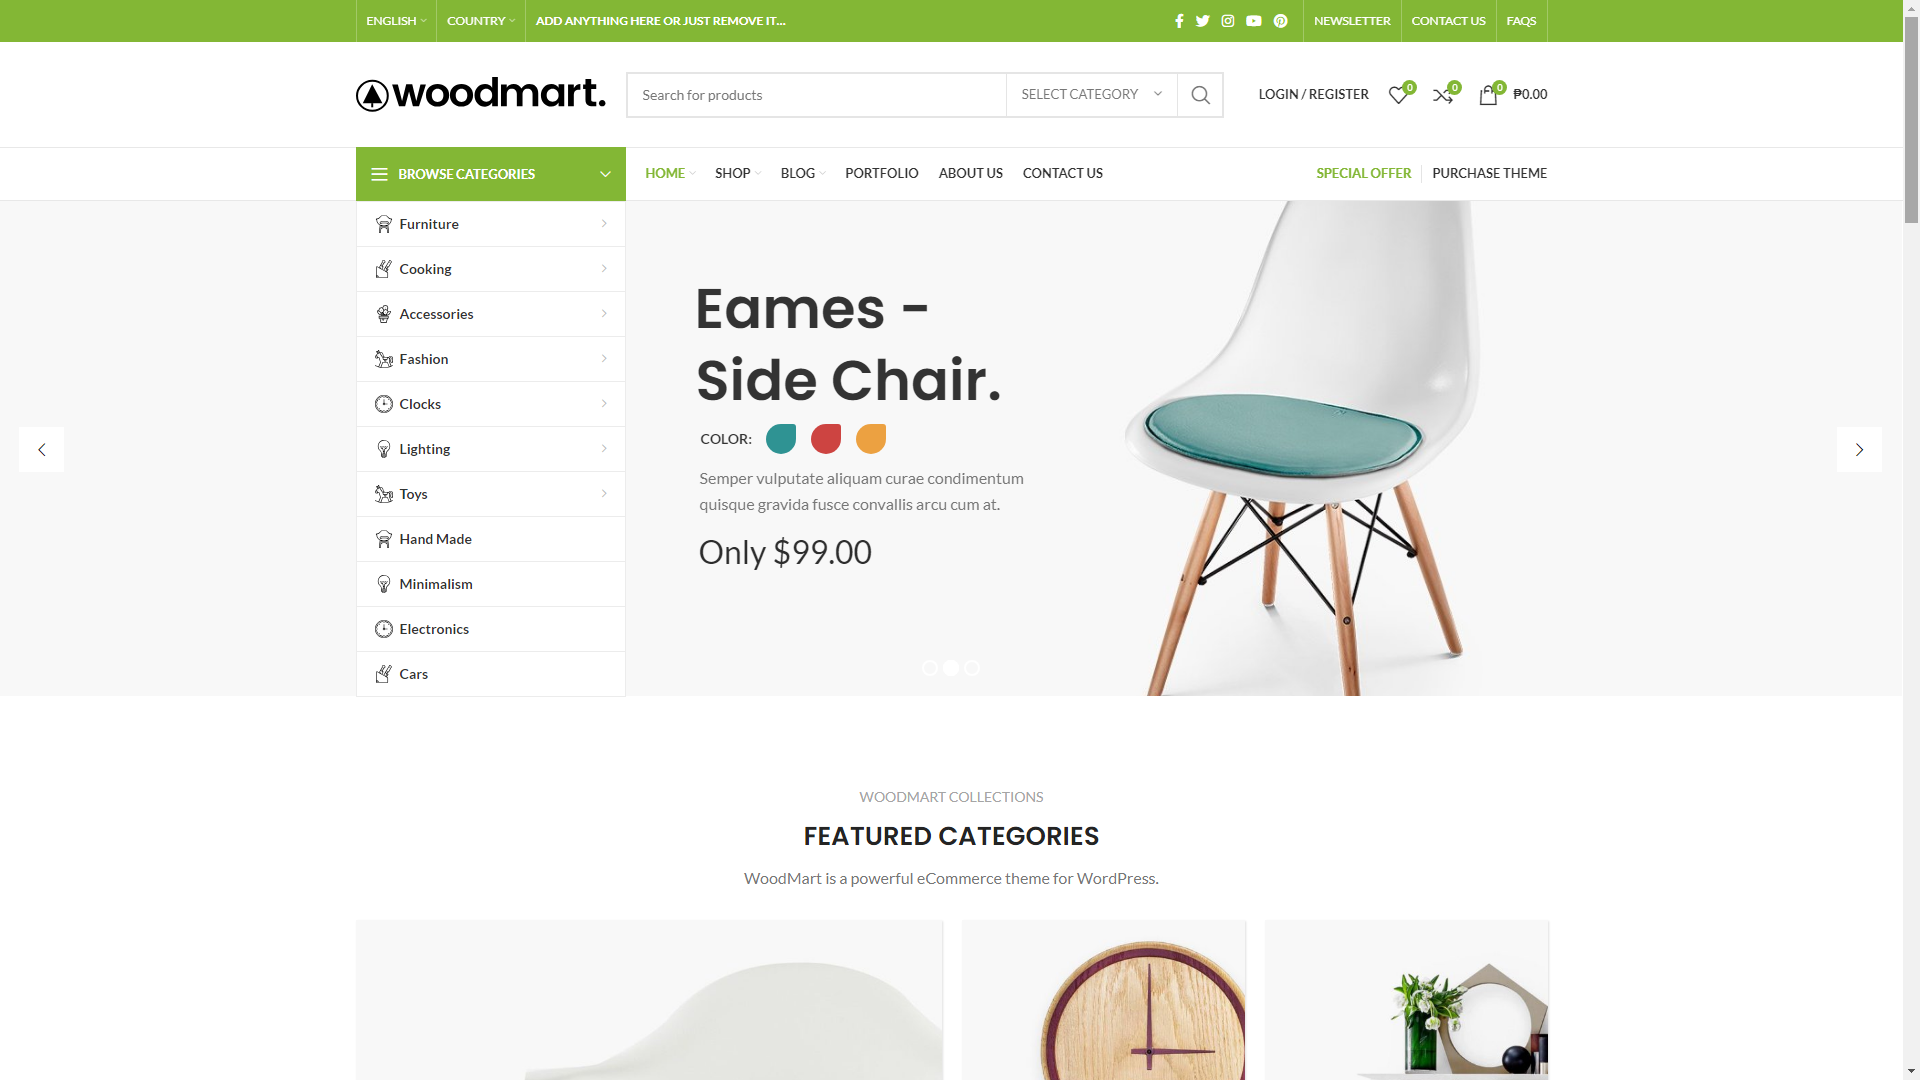 ENGLISH
COUNTRY
ADD ANYTHING HERE OR JUST REMOVE IT...
NEWSLETTER
CONTACT US
FAQS
woodmart.
Search for products
SELECT CATEGORY
LOGIN / REGISTER
0
0
0
₱0.00
BROWSE CATEGORIES
HOME
SHOP
BLOG
PORTFOLIO
ABOUT US
CONTACT US
SPECIAL OFFER
PURCHASE THEME
Furniture
Cooking
Accessories
Fashion
Clocks
Lighting
Toys
Hand Made
Minimalism
Electronics
Cars
Eames -
Side Chair.
COLOR:
Semper vulputate aliquam curae condimentum
quisque gravida fusce convallis arcu cum at.
Only $99.00
WOODMART COLLECTIONS
FEATURED CATEGORIES
WoodMart is a powerful eCommerce theme for WordPress.